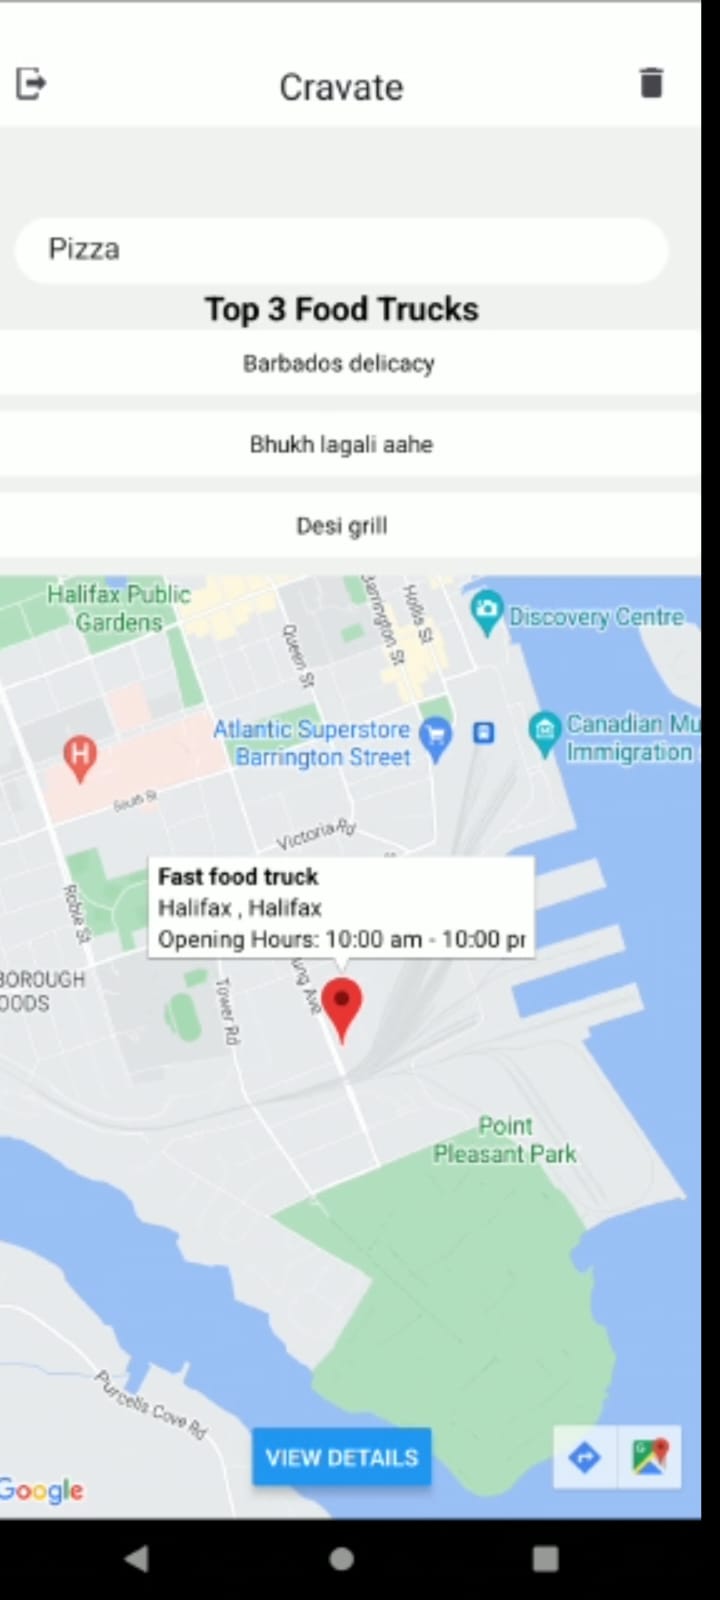 Cravate
Pizza
Top 3 Food Trucks
Barbados delicacy
Bhukh lagali aahe
Desi grill
Halifax Public
Gardens
Queen St
Barrington St
Hollis St
Discovery Centre
Atlantic Superstore
Barrington Street
Canadian Mu
Immigration
H
South St
Victoria Rd
Robie St
Fast food truck
Halifax , Halifax
Opening Hours: 10:00 am - 10:00 pr
BOROUGH
OODS
Tower Rd
ung Ave
Point
Pleasant Park
Purcells Cove Rd
VIEW DETAILS
Google